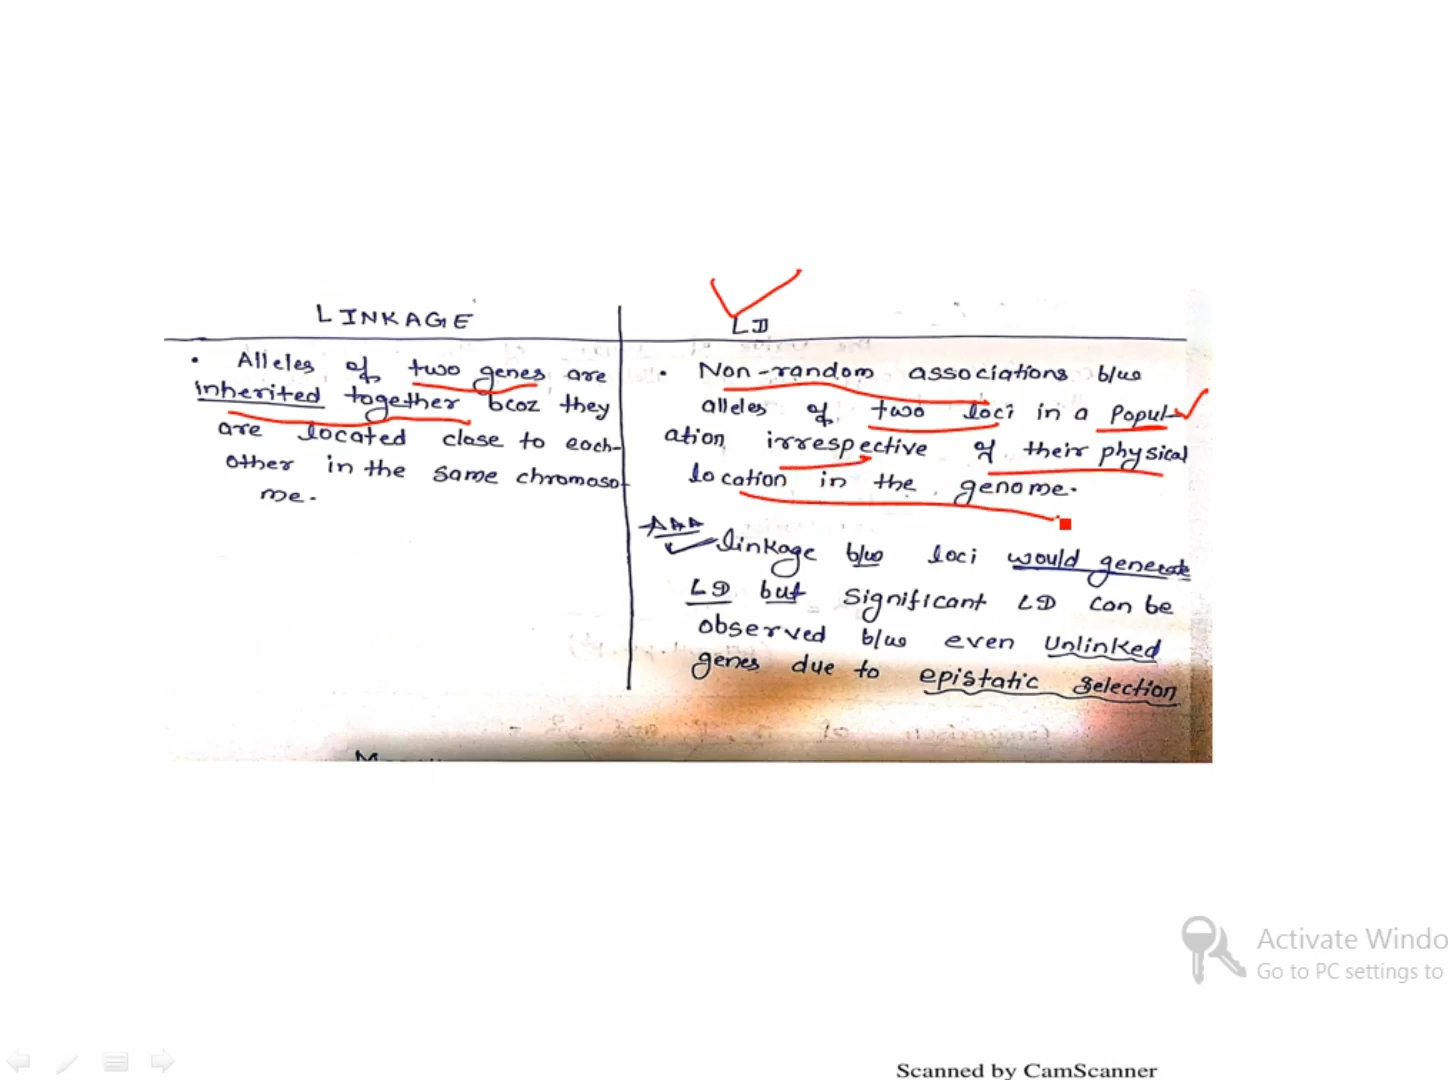 LINKAGE
• Alleles of two genes are
inherited together bcoz they
are located close to each-
other in the same chromoso-
me.
LD
• Non-random associations b/w
alleles of two loci in a popul-
ation irrespective of their physical
location in the genome.
linkage b/w loci would generate
LD but significant LD can be
observed b/w even unlinked
genes due to epistatic selection
Activate Windo
Go to PC settings to
Scanned by CamScanner